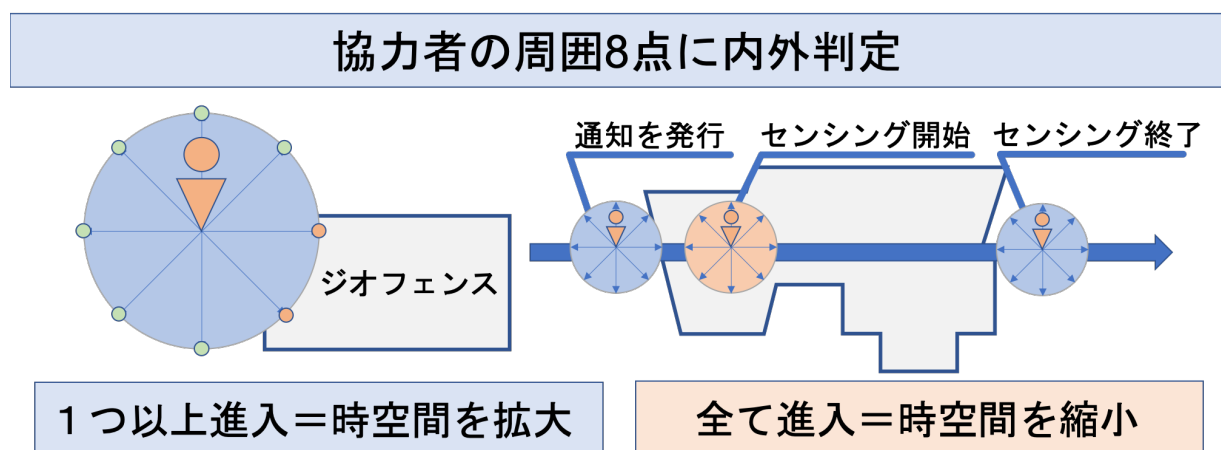 協力者の周囲8点に内外判定
通知を発行
センシング開始
センシング終了
ジオフェンス
１つ以上進入＝時空間を拡大
全て進入＝時空間を縮小